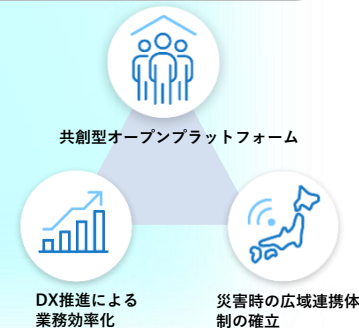 共創型オープンプラットフォーム
DX推進による
業務効率化
災害時の広域連携体
制の確立